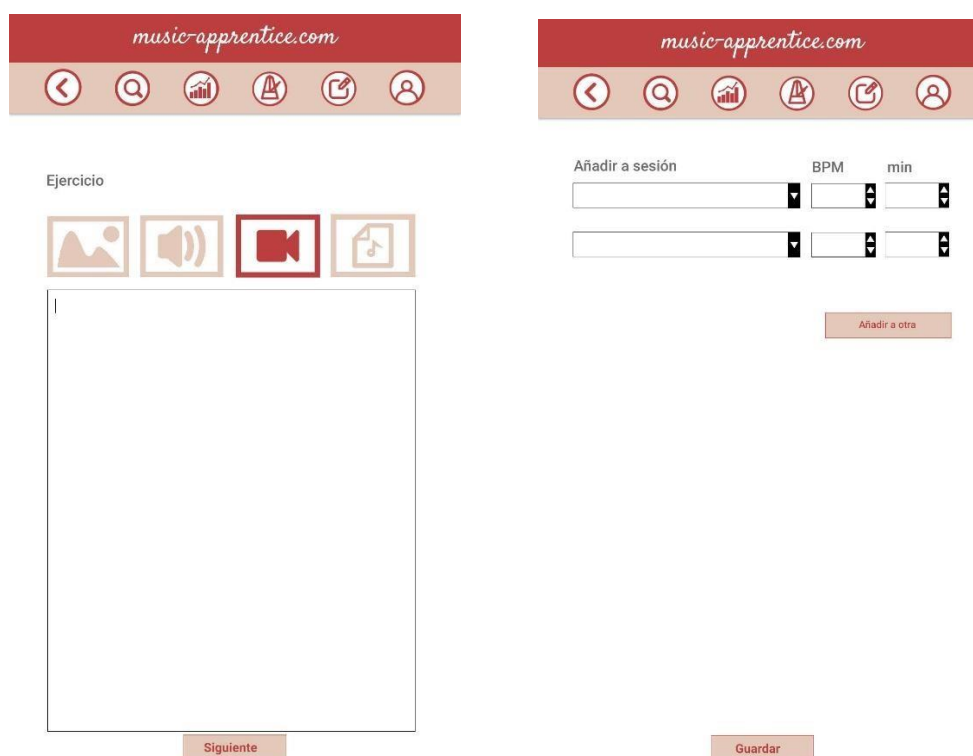 music-apprentice.com
Ejercicio
Siguiente
music-apprentice.com
Añadir a sesión BPM min
Añadir a otra
Guardar